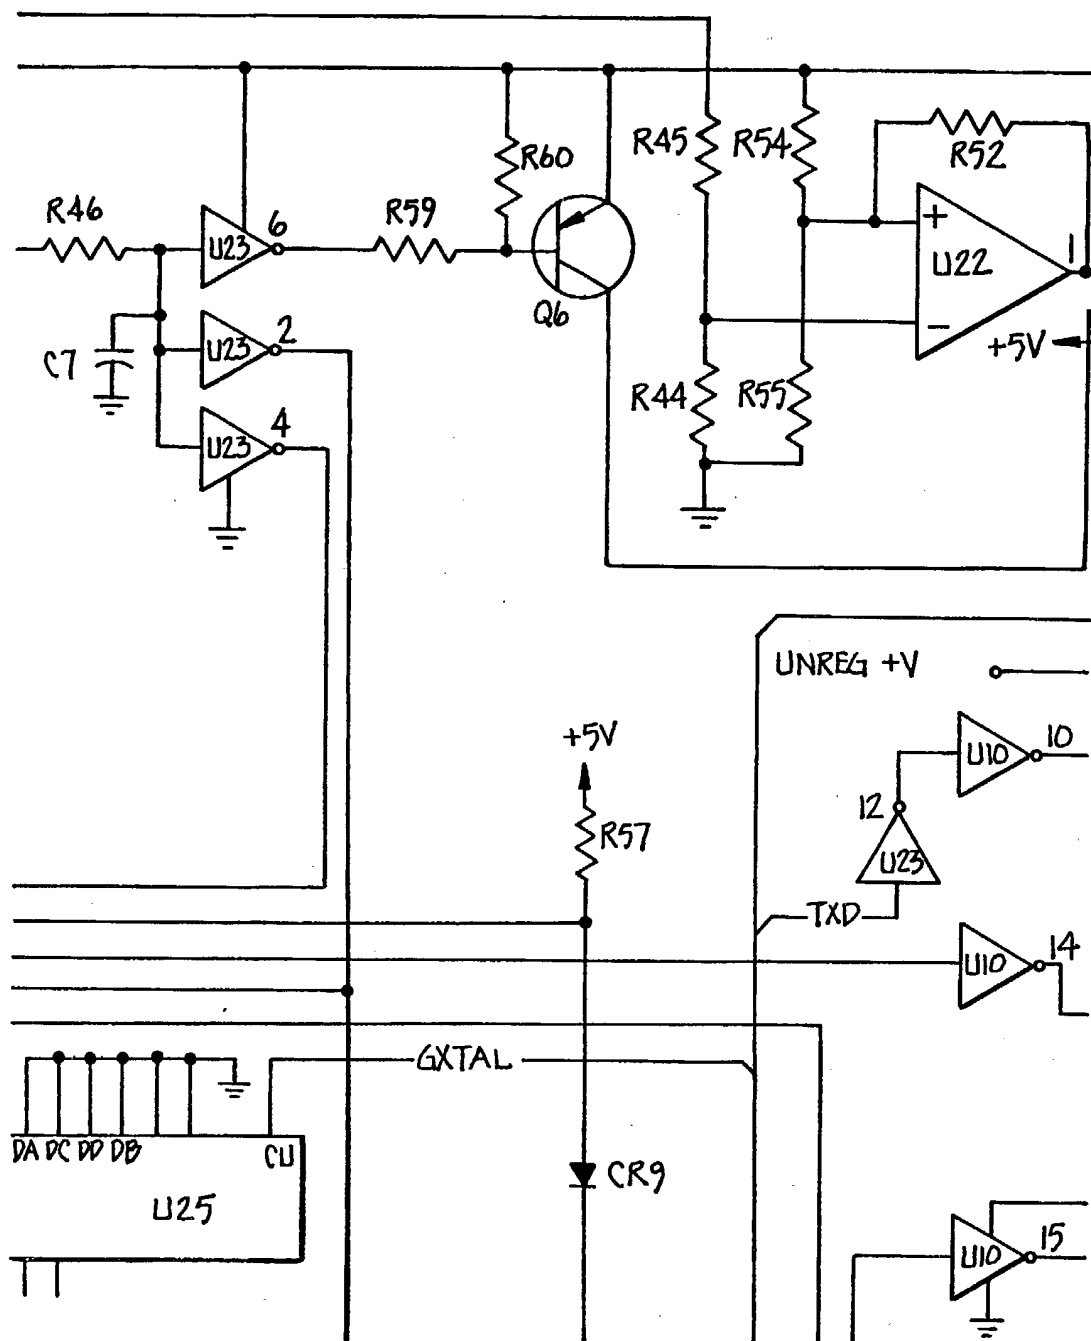 R45
R54
R52
R60
R46
U23
6
R59
+
U22
1
−
Q6
U23
2
+5V
C7
R44
R55
U23
4
UNREG +V
+5V
U10
10
12
R57
U23
TXD
U10
14
GXTAL
DA DC DD DB
CU
CR9
U25
U10
15